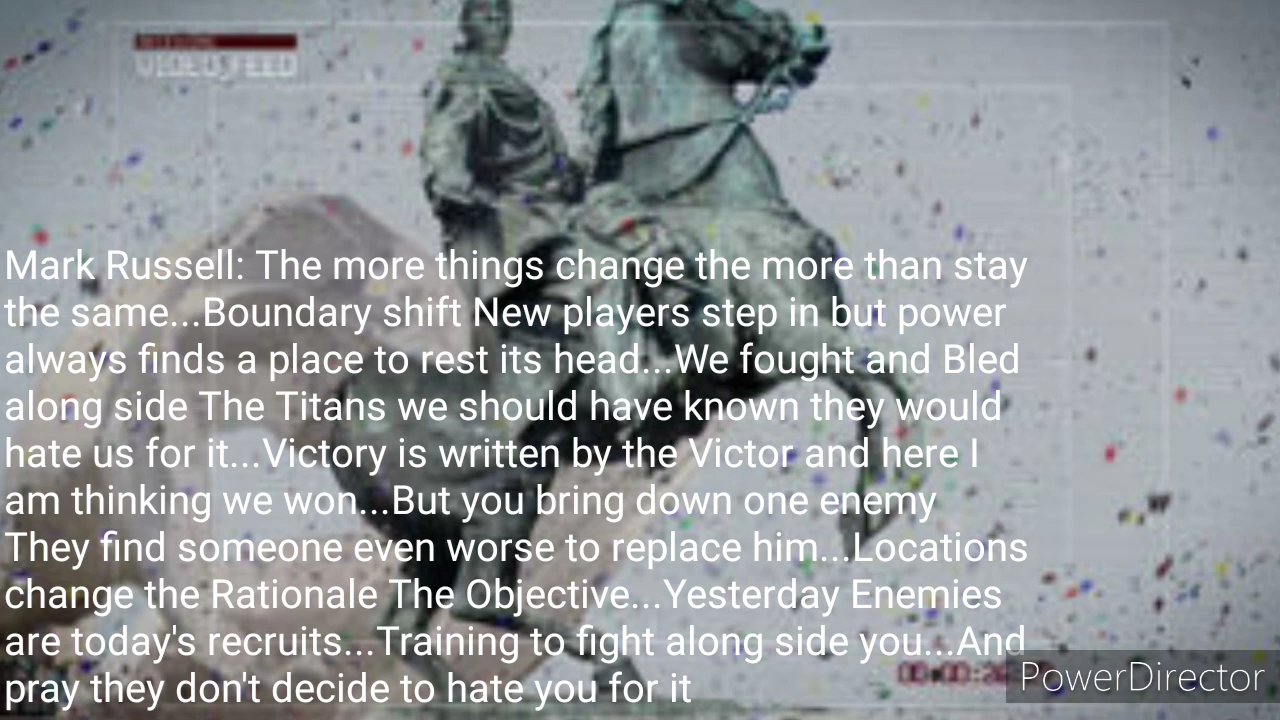 VIDEO_FEED
Mark Russell: The more things change the more than stay
the same...Boundary shift New players step in but power
always finds a place to rest its head...We fought and Bled
along side The Titans we should have known they would
hate us for it...Victory is written by the Victor and here I
am thinking we won...But you bring down one enemy
They find someone even worse to replace him...Locations
change the Rationale The Objective...Yesterday Enemies
are today's recruits...Training to fight along side you...And
pray they don't decide to hate you for it
PowerDirector